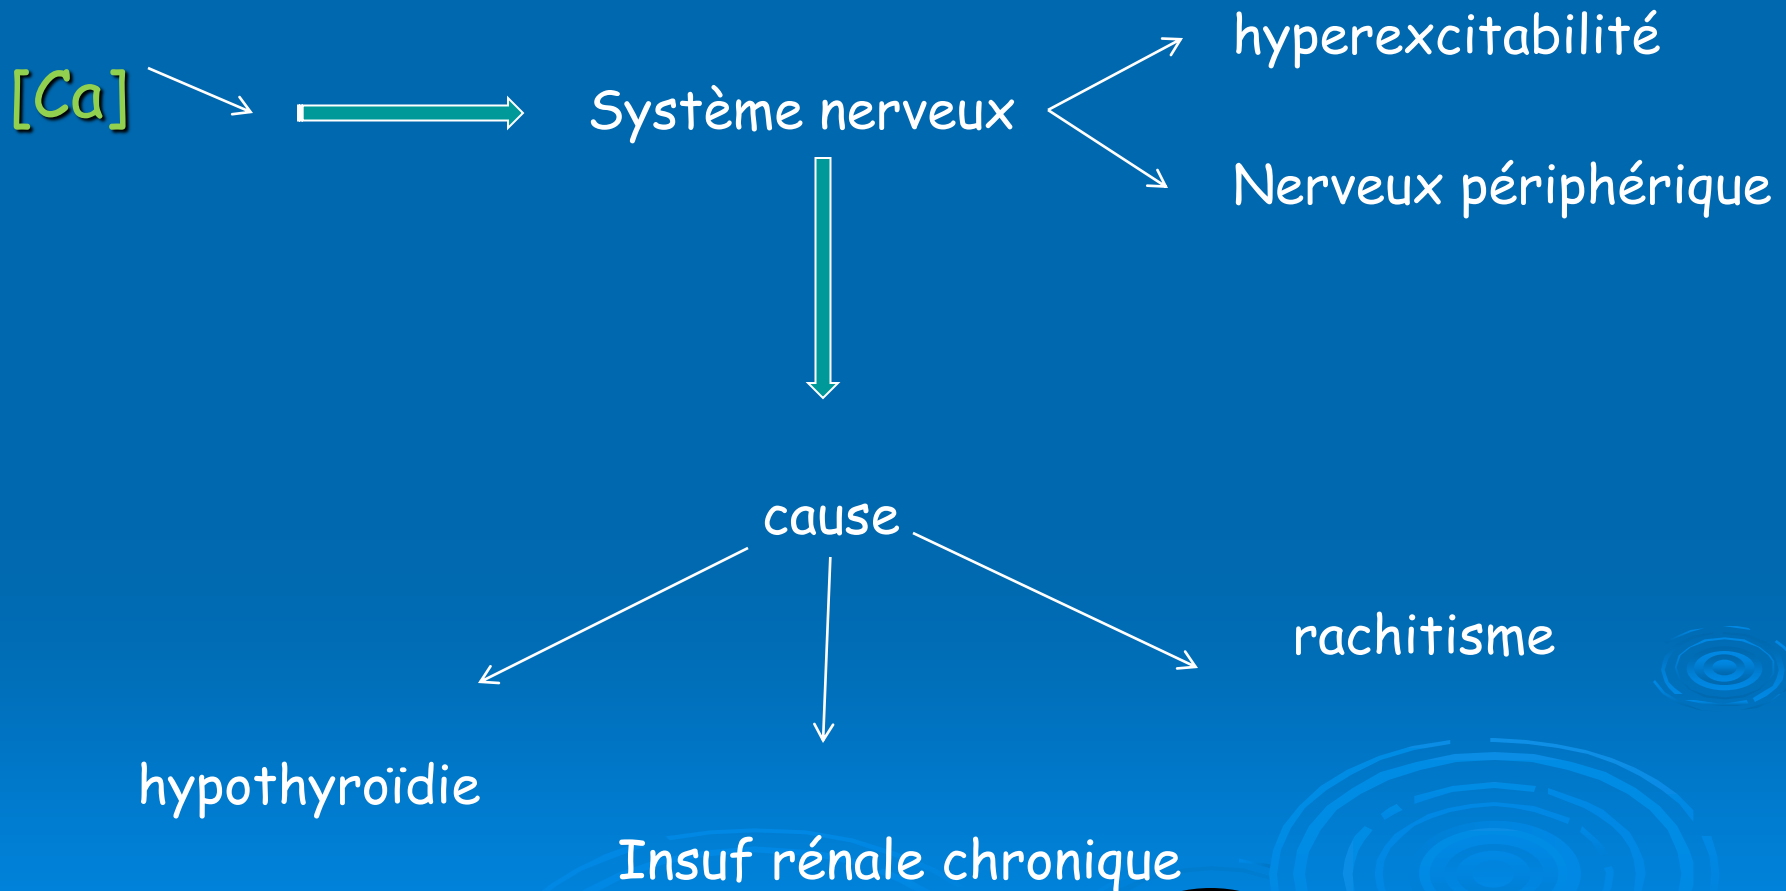 hyperexcitabilité
[Ca]
Système nerveux
Nerveux périphérique
cause
rachitisme
hypothyroïdie
Insuf rénale chronique